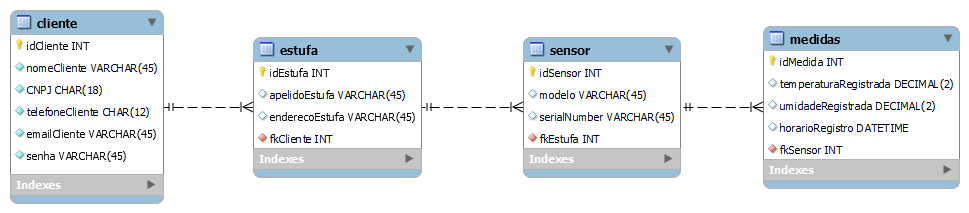 cliente
idCliente INT
nomeCliente VARCHAR(45)
CNPJ CHAR(18)
telefoneCliente CHAR(12)
emailCliente VARCHAR(45)
senha VARCHAR(45)
Indexes
estufa
idEstufa INT
apelidoEstufa VARCHAR(45)
enderecoEstufa VARCHAR(45)
fkCliente INT
Indexes
sensor
idSensor INT
modelo VARCHAR(45)
serialNumber VARCHAR(45)
fkEstufa INT
Indexes
medidas
idMedida INT
temperaturaRegistrada DECIMAL(2)
umidadeRegistrada DECIMAL(2)
horarioRegistro DATETIME
fkSensor INT
Indexes